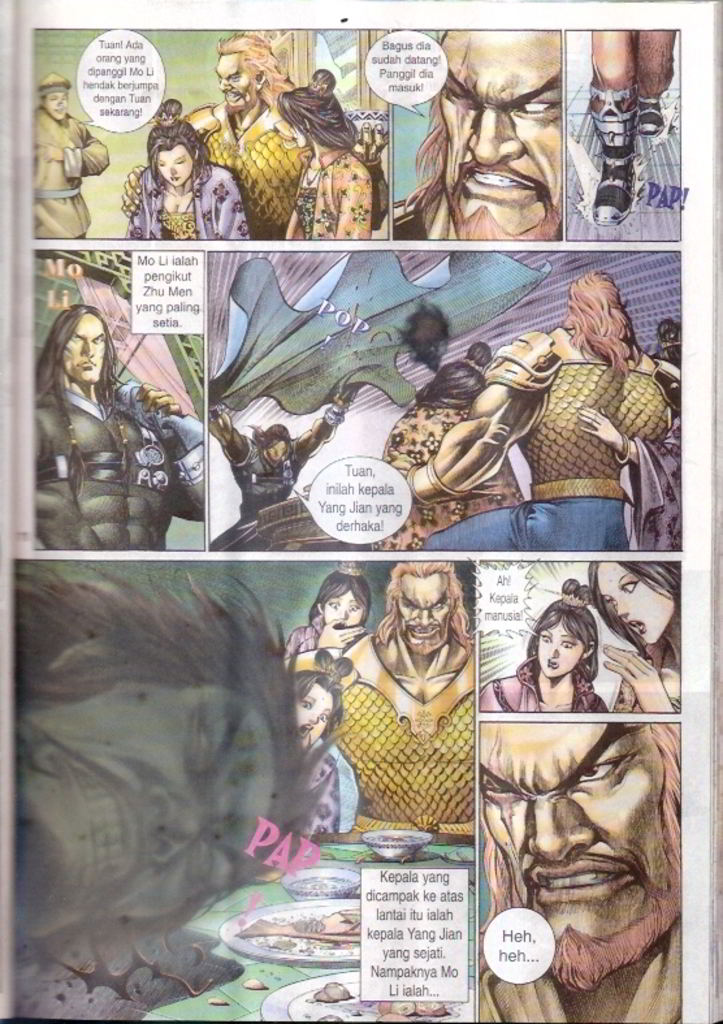 Tuan! Ada
orang yang
dipanggil Mo Li
hendak berjumpa
dengan Tuan
sekarang!
Bagus dia
sudah datang!
Panggil dia
masuk!
PAP!
Mo
Li
Mo Li ialah
pengikut
Zhu Men
yang paling
setia.
POP
!
Tuan,
inilah kepala
Yang Jian yang
derhaka!
PAP
!
Kepala yang
dicampak ke atas
lantai itu ialah
kepala Yang Jian
yang sejati.
Nampaknya Mo
Li ialah...
Ah!
Kepala
manusia!
Heh,
heh...